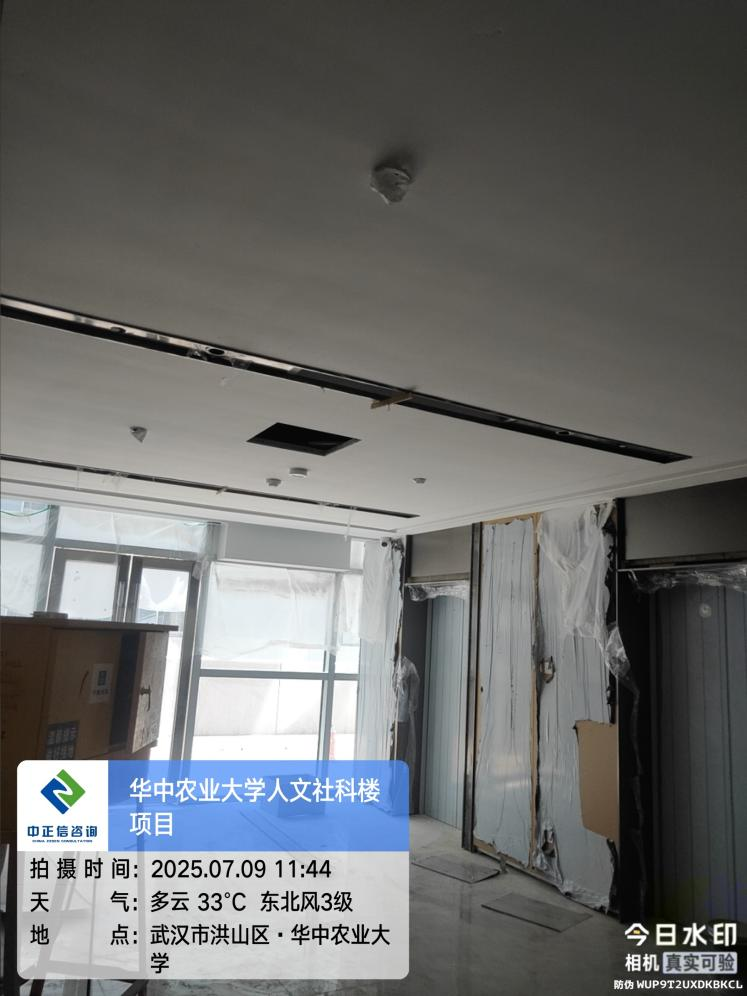 华中农业大学人文社科楼
项目
中正信咨询
CHINA ZEXIN CONSULTATION
拍摄时间: 2025.07.09 11:44
天气: 多云 33°C 东北风3级
地点: 武汉市洪山区·华中农业大
学
今日水印
相机 真实可验
防伪 WUP9T2UXDKBKCL